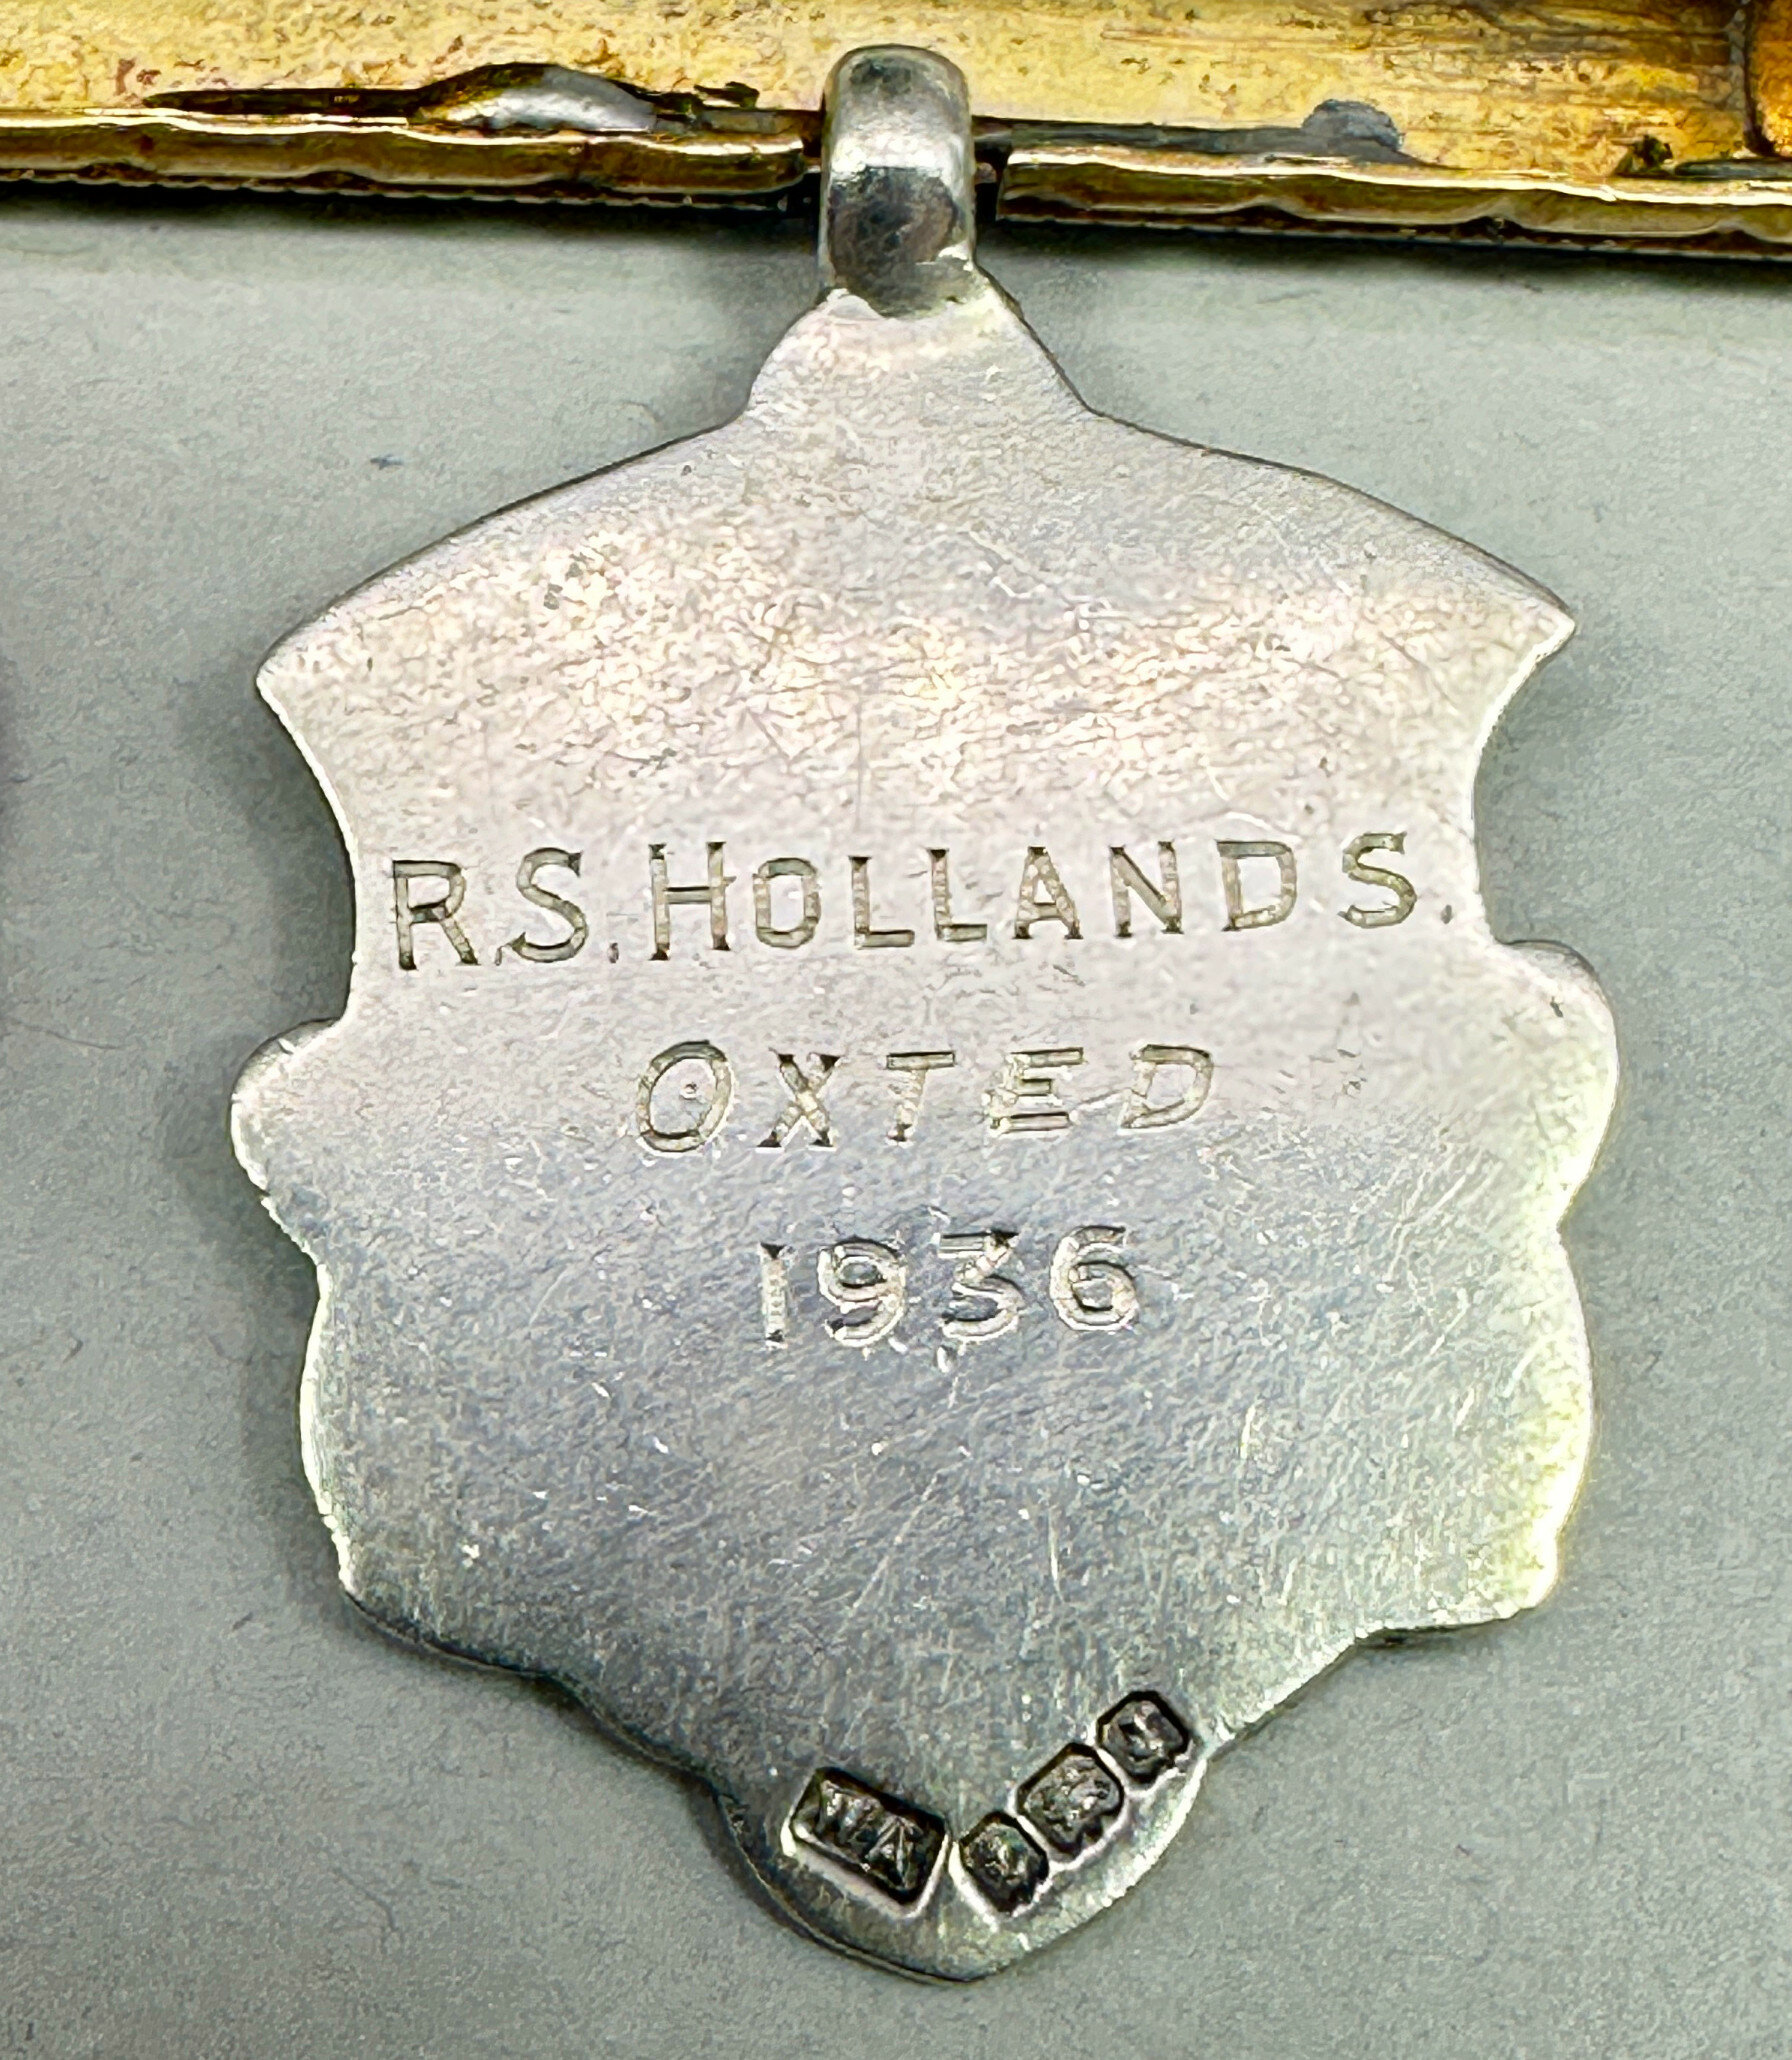 R.S. HOLLANDS.
OXTED
1936